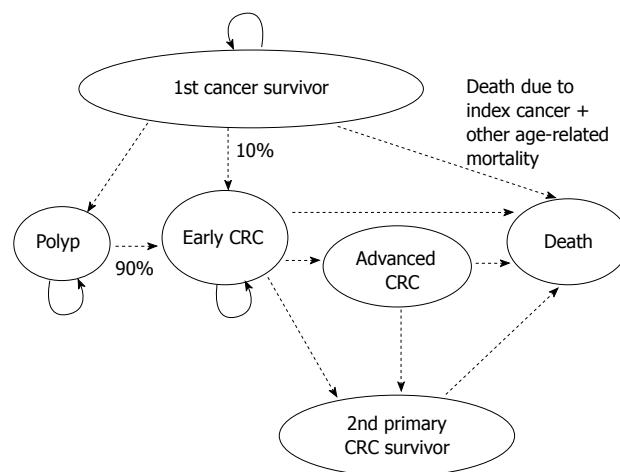 1st cancer survivor
Death due to
index cancer +
other age-related
mortality
10%
Polyp
90%
Early CRC
Advanced
CRC
Death
2nd primary
CRC survivor